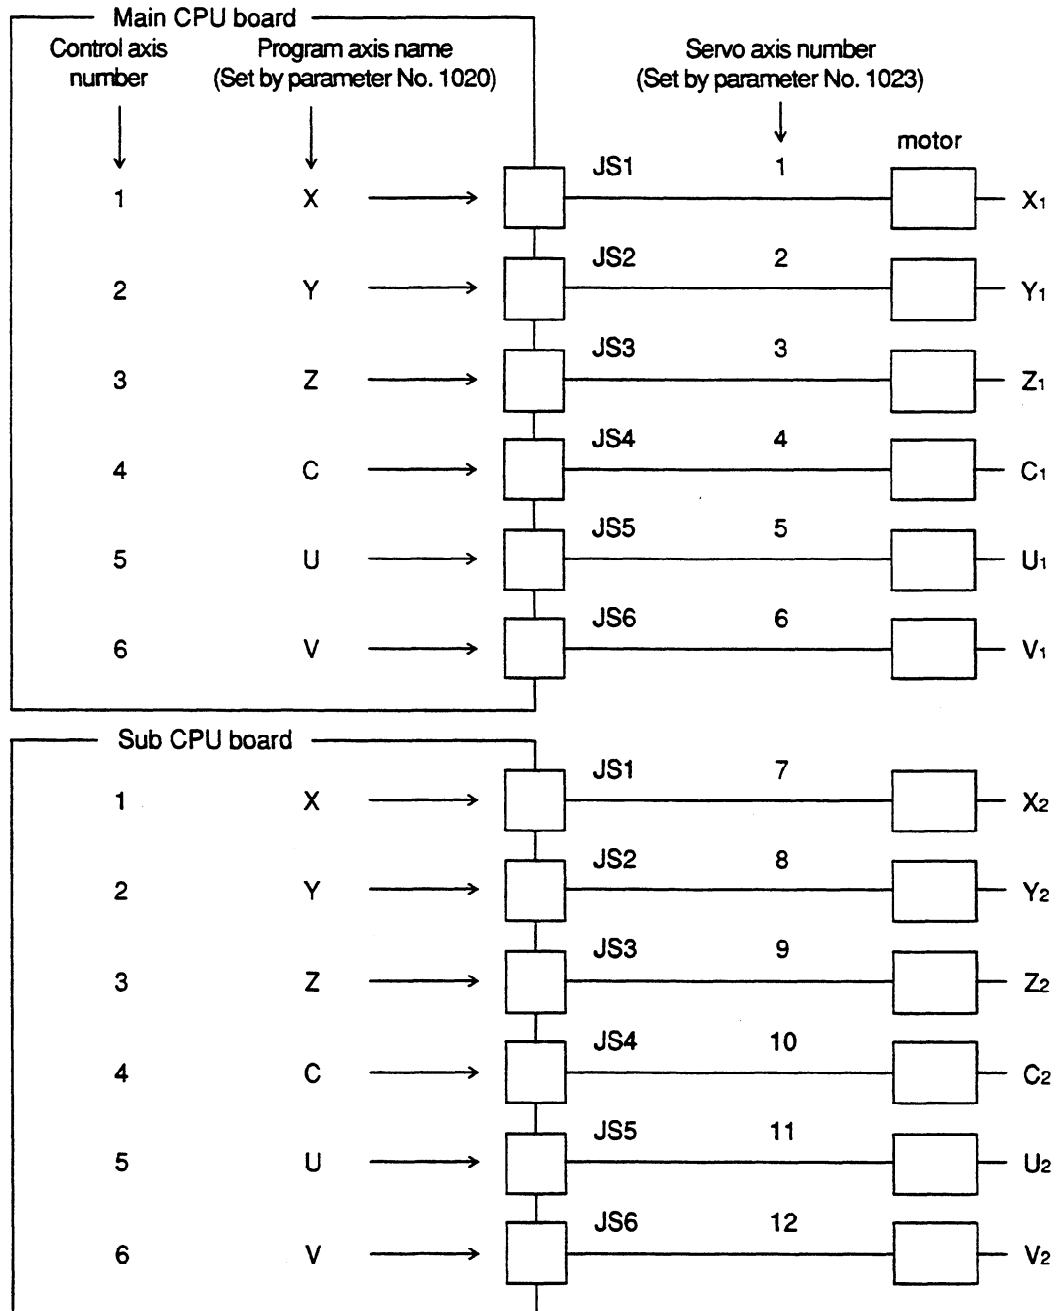 Main CPU board
Control axis number
Program axis name
(Set by parameter No. 1020)
Servo axis number
(Set by parameter No. 1023)
motor
1 X JS1 1 X1
2 Y JS2 2 Y1
3 Z JS3 3 Z1
4 C JS4 4 C1
5 U JS5 5 U1
6 V JS6 6 V1
Sub CPU board
1 X JS1 7 X2
2 Y JS2 8 Y2
3 Z JS3 9 Z2
4 C JS4 10 C2
5 U JS5 11 U2
6 V JS6 12 V2